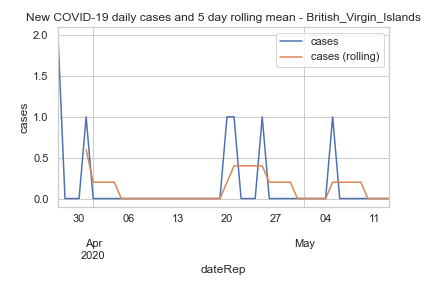 New COVID-19 daily cases and 5 day rolling mean - British_Virgin_Islands
cases
cases (rolling)
2.0
1.5
1.0
0.5
0.0
cases
30 06 13 20 27 04 11
Apr May
2020
dateRep